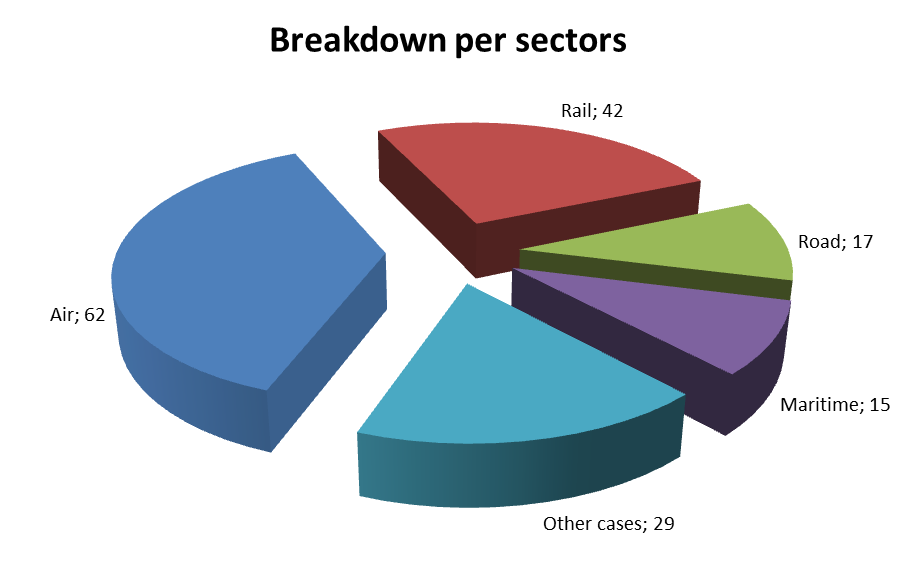 Breakdown per sectors
Rail; 42
Road; 17
Air; 62
Maritime; 15
Other cases; 29